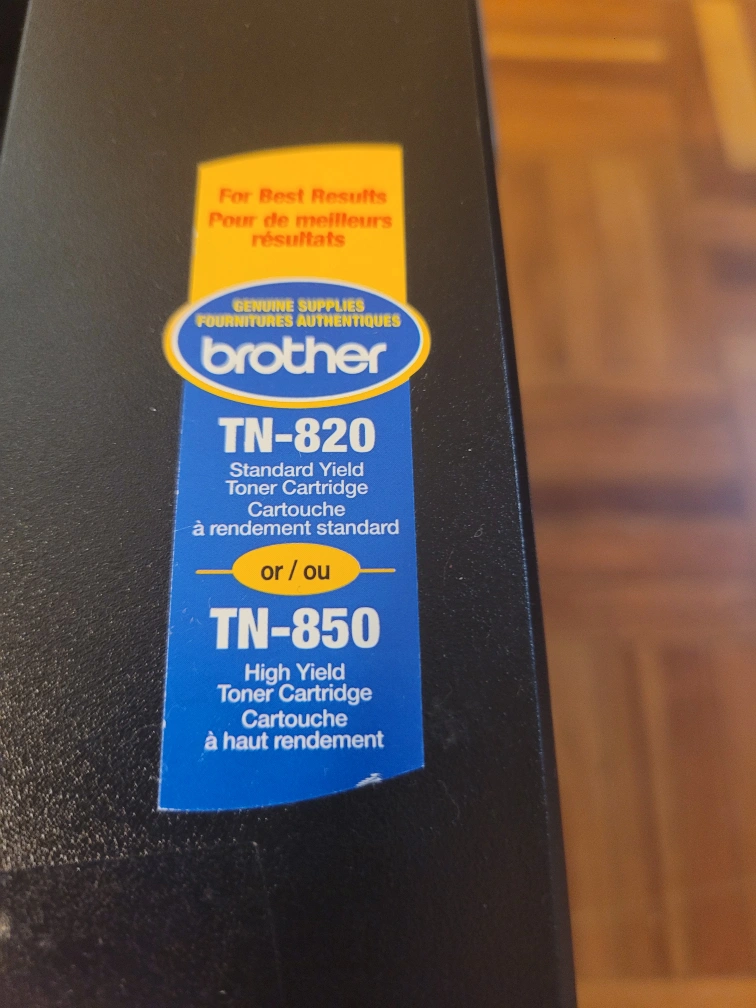 For Best Results
Pour de meilleurs
résultats
GENUINE SUPPLIES
FOURNITURES AUTHENTIQUES
brother
TN-820
Standard Yield
Toner Cartridge
Cartouche
à rendement standard
or / ou
TN-850
High Yield
Toner Cartridge
Cartouche
à haut rendement